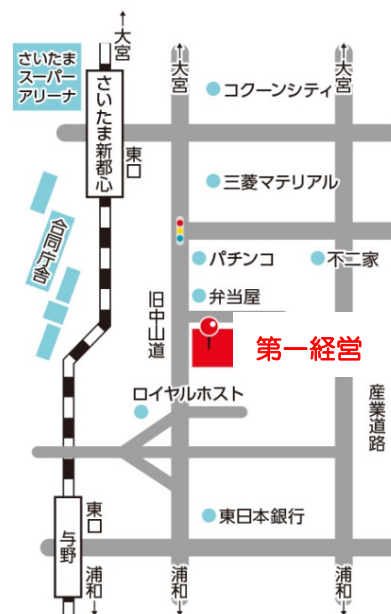 ↑大宮
↑大宮
↑大宮
さいたま
スーパー
アリーナ
さいたま新都心
東口
コクーンシティ
三菱マテリアル
合同庁舎
パチンコ
不二家
弁当屋
旧中山道
第一経営
ロイヤルホスト
産業道路
東口
与野
東日本銀行
浦和↓
浦和↓
浦和↓